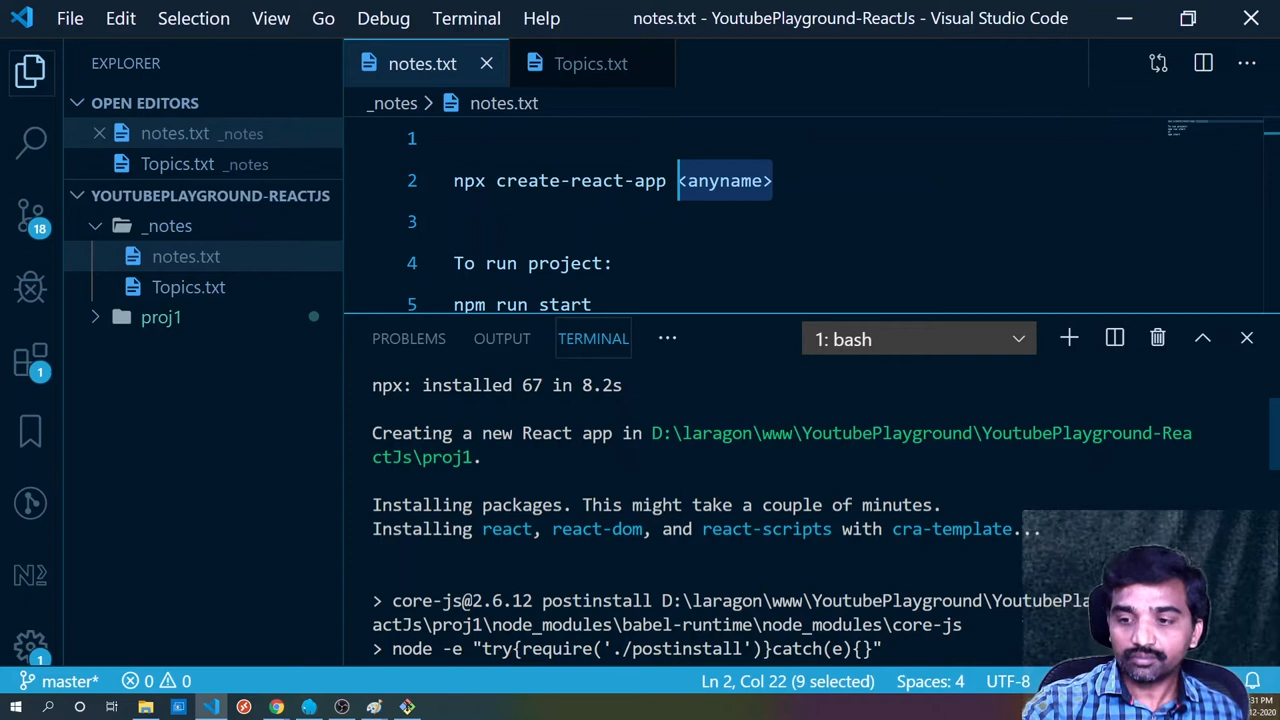 File Edit Selection View Go Debug Terminal Help
notes.txt - YoutubePlayground-ReactJs - Visual Studio Code
EXPLORER
OPEN EDITORS
notes.txt _notes
Topics.txt _notes
YOUTUBEPLAYGROUND-REACTJS
_notes
notes.txt
Topics.txt
proj1
18
1
1
notes.txt
Topics.txt
_notes > notes.txt
1
2 npx create-react-app <anyname>
3
4 To run project:
5 npm run start
PROBLEMS OUTPUT TERMINAL
1: bash
npx: installed 67 in 8.2s
Creating a new React app in D:\laragon\www\YoutubePlayground\YoutubePlayground-Rea
ctJs\proj1.
Installing packages. This might take a couple of minutes.
Installing react, react-dom, and react-scripts with cra-template...
> core-js@2.6.12 postinstall D:\laragon\www\YoutubePlayground\YoutubePla
actJs\proj1\node_modules\babel-runtime\node_modules\core-js
> node -e "try{require('./postinstall')}catch(e){}"
master* 0 0
Ln 2, Col 22 (9 selected) Spaces: 4 UTF-8